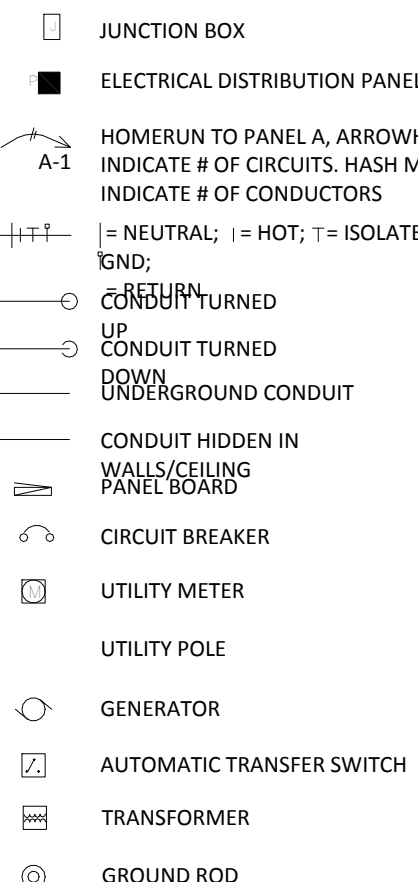 J JUNCTION BOX
P ELECTRICAL DISTRIBUTION PANEL
HOMERUN TO PANEL A, ARROWH
A-1 INDICATE # OF CIRCUITS. HASH M
INDICATE # OF CONDUCTORS
= NEUTRAL; = HOT; = ISOLATE
GND;
= RETURN
CONDUIT TURNED
UP
CONDUIT TURNED
DOWN
UNDERGROUND CONDUIT
CONDUIT HIDDEN IN
WALLS/CEILING
PANEL BOARD
CIRCUIT BREAKER
M UTILITY METER
UTILITY POLE
GENERATOR
AUTOMATIC TRANSFER SWITCH
TRANSFORMER
GROUND ROD